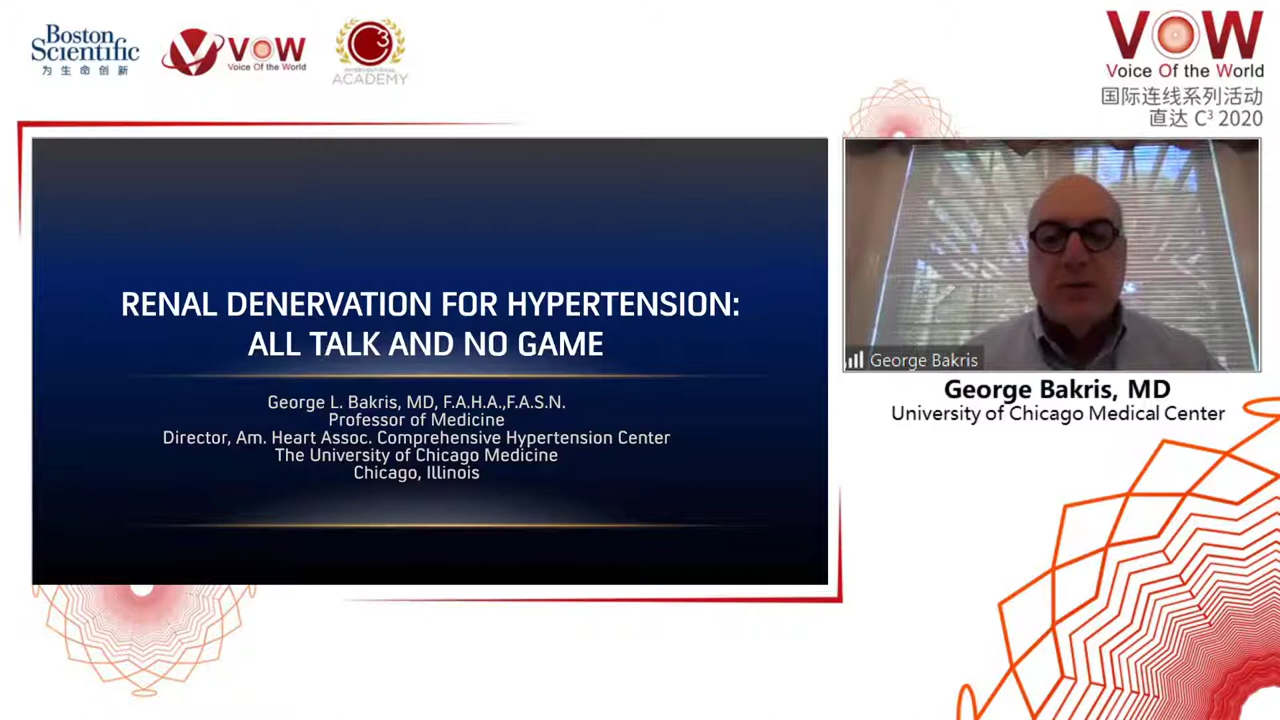 Boston
Scientific
为生命创新
VOW
Voice Of the World
C3
ACADEMY
VOW
Voice Of the World
国际连线系列活动
直达 C³ 2020
RENAL DENERVATION FOR HYPERTENSION:
ALL TALK AND NO GAME
George L. Bakris, MD, F.A.H.A.,F.A.S.N.
Professor of Medicine
Director, Am. Heart Assoc. Comprehensive Hypertension Center
The University of Chicago Medicine
Chicago, Illinois
George Bakris
George Bakris, MD
University of Chicago Medical Center